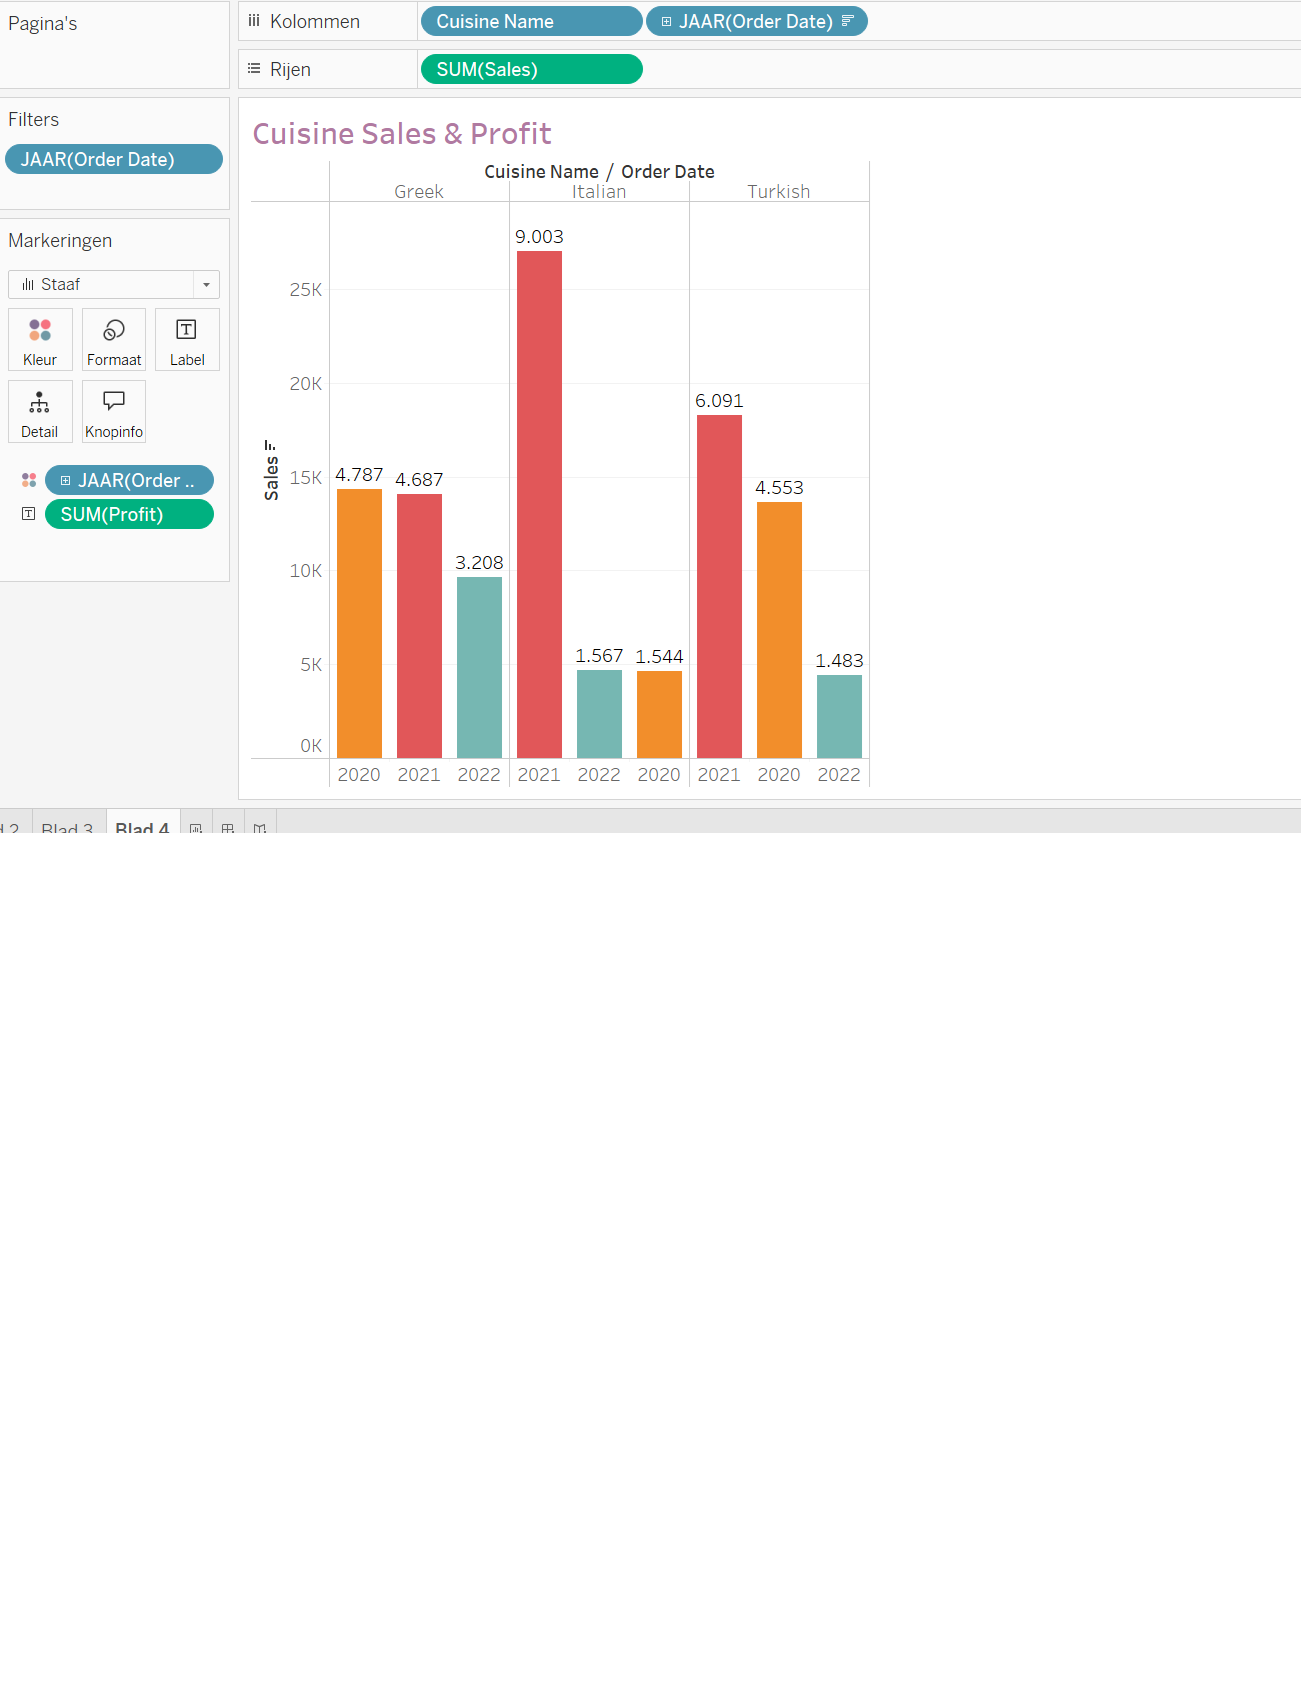 Pagina's
Kolommen
Cuisine Name
JAAR(Order Date)
Rijen
SUM(Sales)
Filters
JAAR(Order Date)
Markeringen
Staaf
Kleur
Formaat
Label
Detail
Knopinfo
JAAR(Order ..
SUM(Profit)
Cuisine Sales & Profit
Cuisine Name / Order Date
Greek Italian Turkish
Sales
25K
20K
15K
10K
5K
0K
4.787 4.687 3.208 9.003 1.567 1.544 6.091 4.553 1.483
2020 2021 2022 2021 2022 2020 2021 2020 2022
2 Blad 3 Blad 4